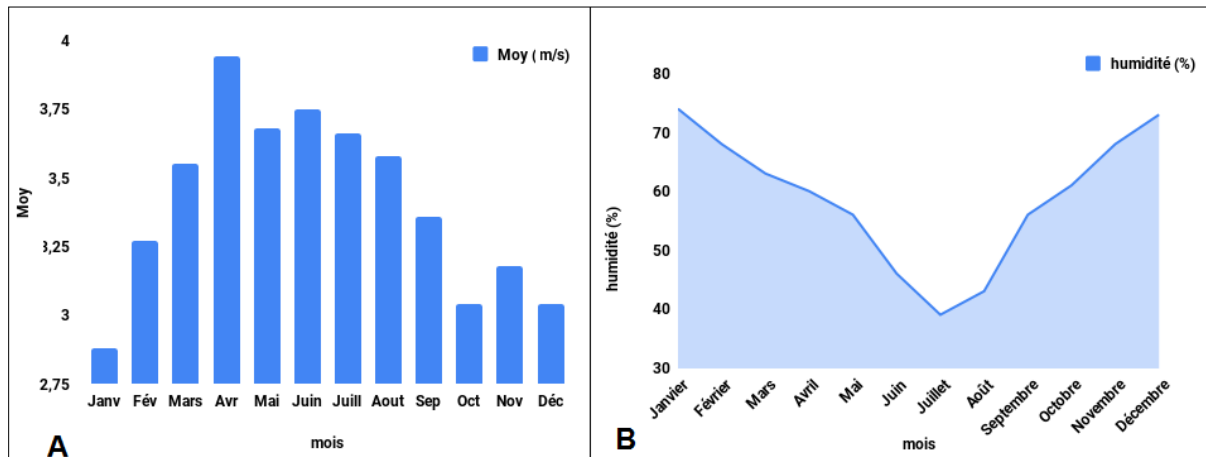 4
Moy ( m/s)
3,75
3,5
Moy
3,25
3
2,75
Janv Fév Mars Avr Mai Juin Juill Aout Sep Oct Nov Déc
mois
A
humidité (%)
80
70
60
50
40
30
humidité (%)
Janvier Février Mars Avril Mai Juin Juillet Août Septembre Octobre Novembre Décembre
mois
B